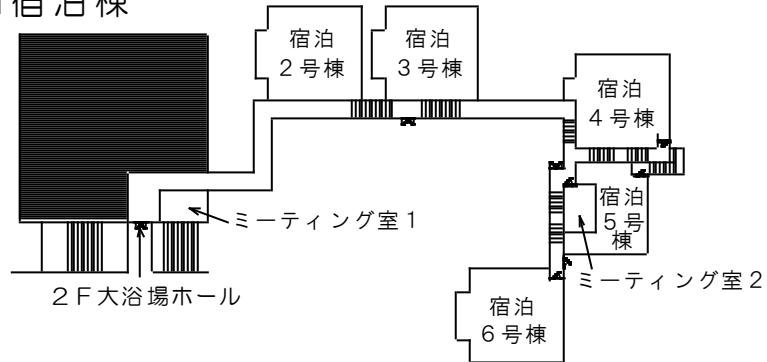 宿泊棟
宿泊
2号棟
宿泊
3号棟
宿泊
4号棟
宿泊
5号
棟
ミーティング室1
ミーティング室2
2F大浴場ホール
宿泊
6号棟